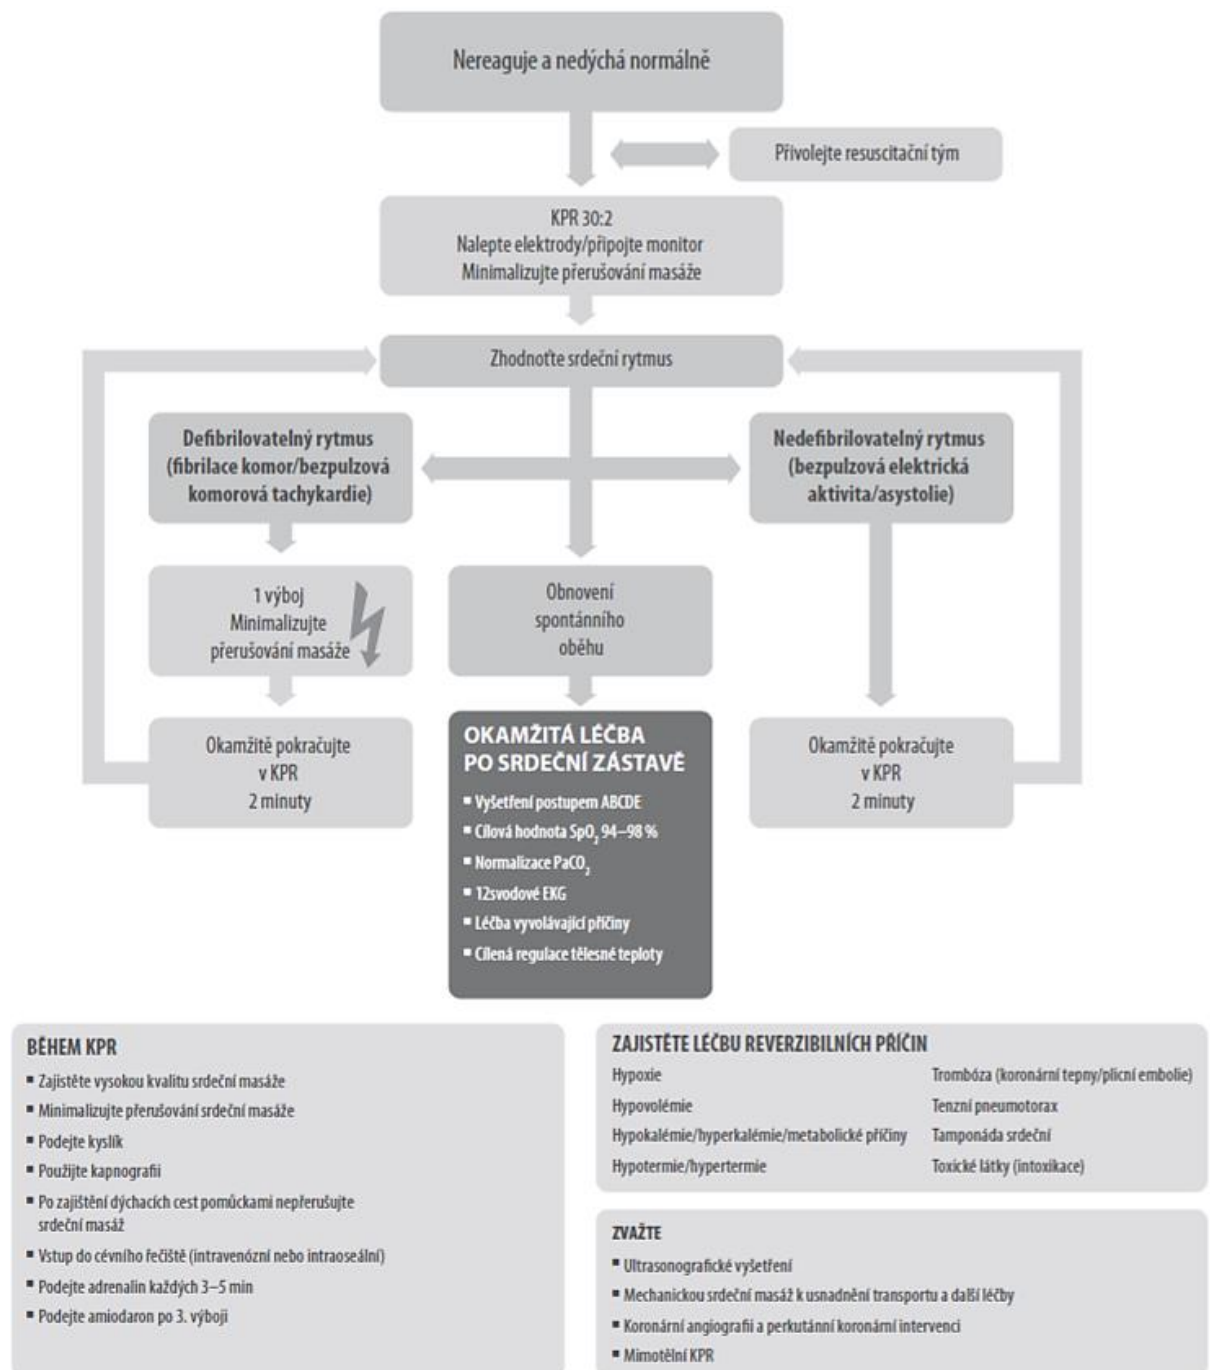 Nereaguje a nedýchá normálně
Přivolejte resuscitační tým
KPR 30:2
Nalepte elektrody/připojte monitor
Minimalizujte přerušování masáže
Zhodnoťte srdeční rytmus
Defibrilovatelný rytmus
(fibrilace komor/bezpulzová
komorová tachykardie)
Nedefibrilovatelný rytmus
(bezpulzová elektrická
aktivita/asystolie)
1 výboj
Minimalizujte
přerušování masáže
Obnovení
spontánního
oběhu
Okamžitě pokračujte
v KPR
2 minuty
OKAMŽITÁ LÉČBA
PO SRDEČNÍ ZÁSTAVĚ
▪ Vyšetření postupem ABCDE
▪ Cílová hodnota SpO₂ 94–98 %
▪ Normalizace PaCO₂
▪ 12svodové EKG
▪ Léčba vyvolávající příčiny
▪ Cílená regulace tělesné teploty
Okamžitě pokračujte
v KPR
2 minuty
BĚHEM KPR
▪ Zajistěte vysokou kvalitu srdeční masáže
▪ Minimalizujte přerušování srdeční masáže
▪ Podejte kyslík
▪ Použijte kapnografii
▪ Po zajištění dýchacích cest pomůckami nepřerušujte
srdeční masáž
▪ Vstup do cévního řečiště (intravenózní nebo intraoseální)
▪ Podejte adrenalin každých 3–5 min
▪ Podejte amiodaron po 3. výboji
ZAJISTĚTE LÉČBU REVERZIBILNÍCH PŘÍČIN
Hypoxie
Hypovolémie
Hypokalémie/hyperkalémie/metabolické příčiny
Hypotermie/hypertermie
Trombóza (koronární tepny/plicní embolie)
Tenzní pneumotorax
Tamponáda srdeční
Toxické látky (intoxikace)
ZVAŽTE
▪ Ultrasonografické vyšetření
▪ Mechanickou srdeční masáž k usnadnění transportu a další léčby
▪ Koronární angiografii a perkutánní koronární intervenci
▪ Mimotělní KPR